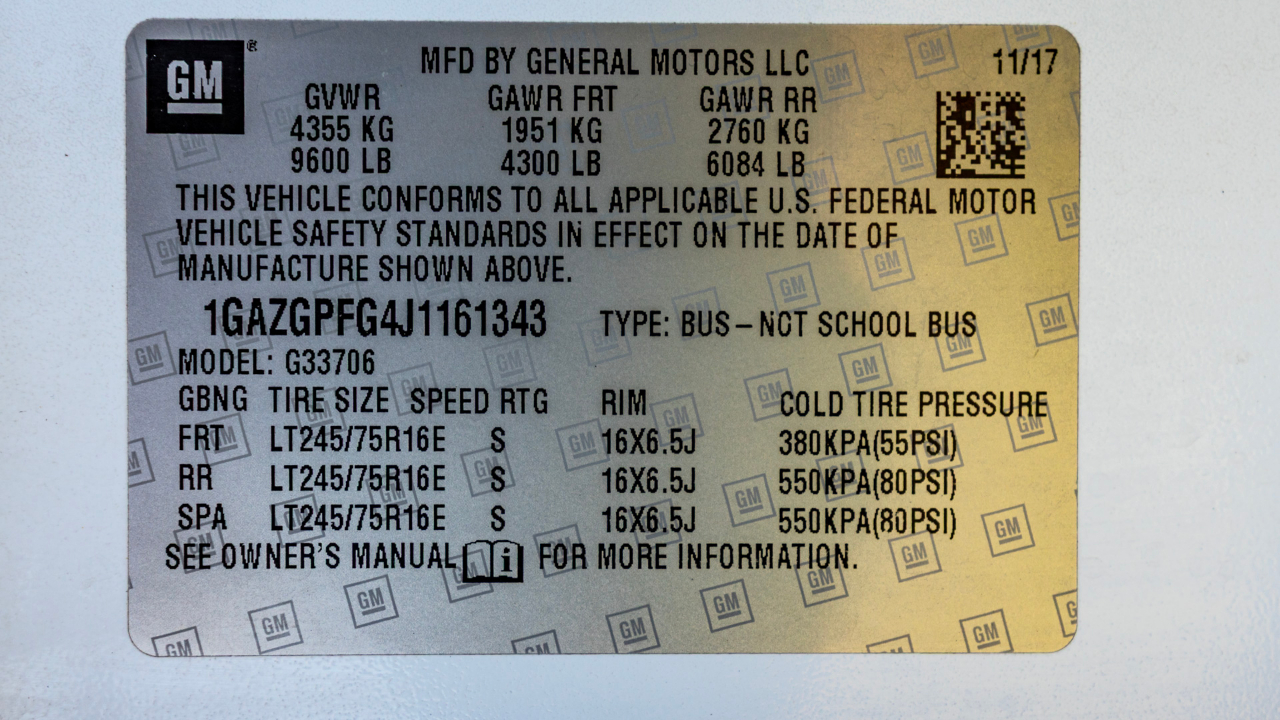 GM ®
MFD BY GENERAL MOTORS LLC 11/17
GVWR GAWR FRT GAWR RR
4355 KG 1951 KG 2760 KG
9600 LB 4300 LB 6084 LB
THIS VEHICLE CONFORMS TO ALL APPLICABLE U.S. FEDERAL MOTOR
VEHICLE SAFETY STANDARDS IN EFFECT ON THE DATE OF
MANUFACTURE SHOWN ABOVE.
1GAZGPFG4J1161343 TYPE: BUS – NOT SCHOOL BUS
MODEL: G33706
GBNG TIRE SIZE SPEED RTG RIM COLD TIRE PRESSURE
FRT LT245/75R16E S 16X6.5J 380KPA(55PSI)
RR LT245/75R16E S 16X6.5J 550KPA(80PSI)
SPA LT245/75R16E S 16X6.5J 550KPA(80PSI)
SEE OWNER'S MANUAL i FOR MORE INFORMATION.